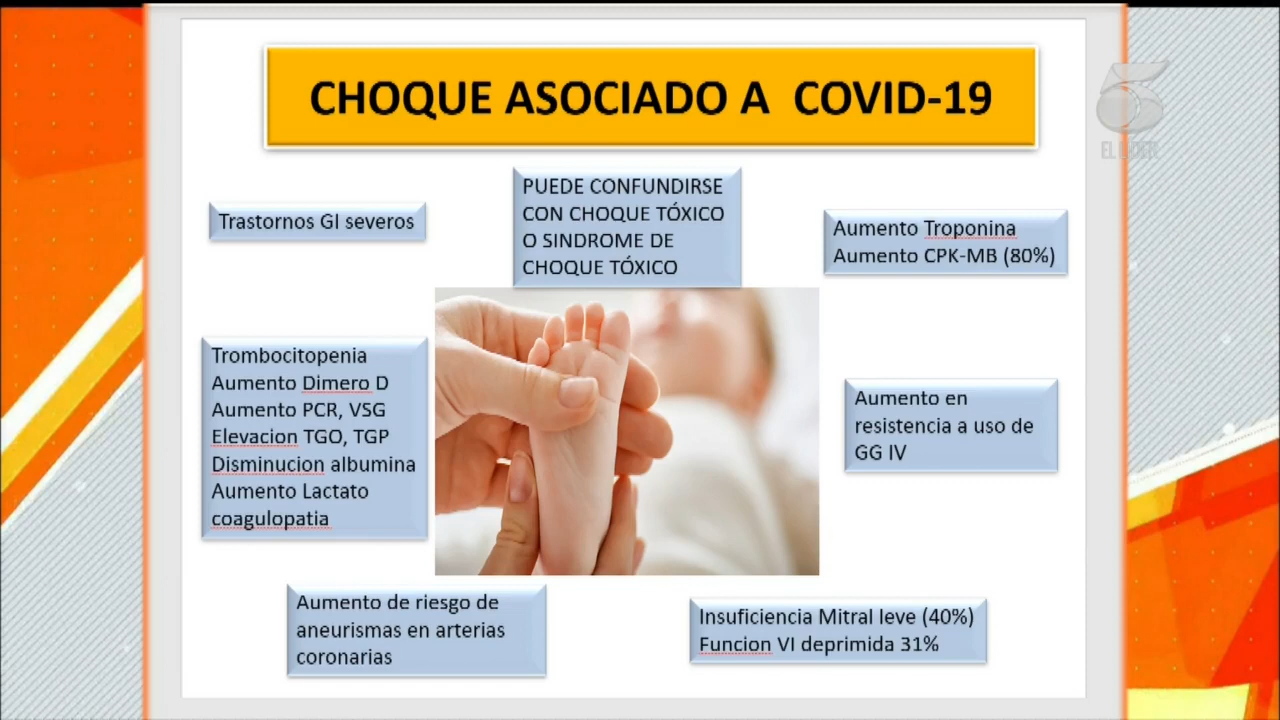 CHOQUE ASOCIADO A COVID-19
5
EL LIDER
Trastornos GI severos
PUEDE CONFUNDIRSE
CON CHOQUE TÓXICO
O SINDROME DE
CHOQUE TÓXICO
Aumento Troponina
Aumento CPK-MB (80%)
Trombocitopenia
Aumento Dimero D
Aumento PCR, VSG
Elevacion TGO, TGP
Disminucion albumina
Aumento Lactato
coagulopatia
Aumento en
resistencia a uso de
GG IV
Aumento de riesgo de
aneurismas en arterias
coronarias
Insuficiencia Mitral leve (40%)
Funcion VI deprimida 31%